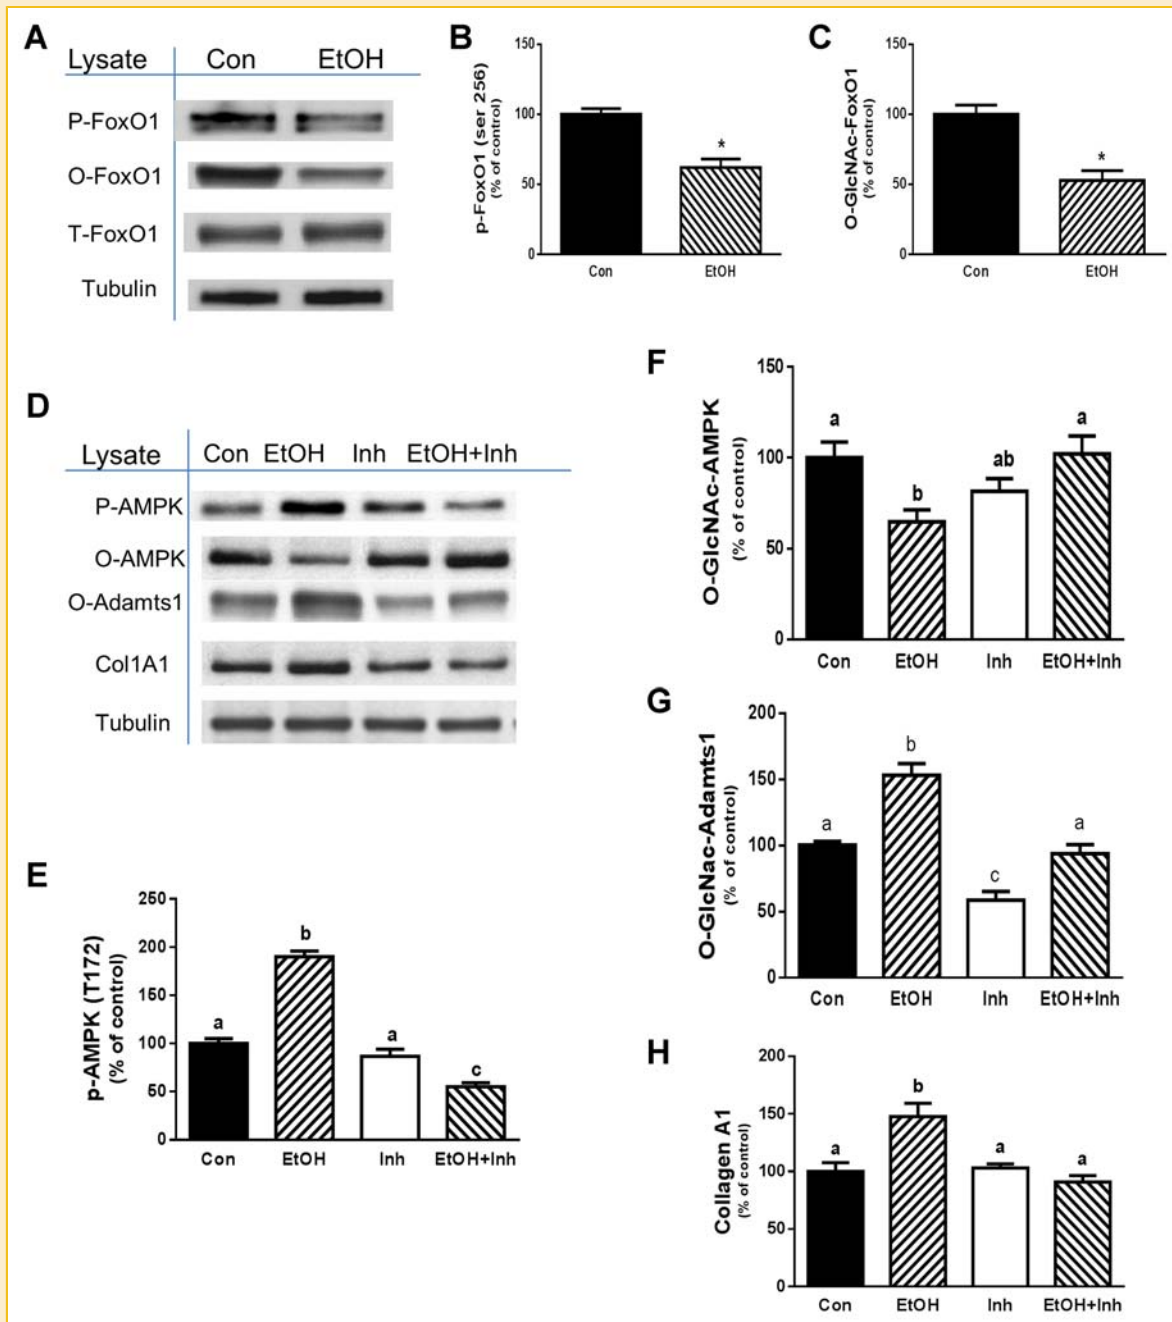 A
Lysate Con EtOH
P-FoxO1
O-FoxO1
T-FoxO1
Tubulin
B
p-FoxO1 (ser 256)
(% of control)
150
100
50
0
*
Con EtOH
C
O-GlcNAc-FoxO1
(% of control)
150
100
50
0
*
Con EtOH
D
Lysate Con EtOH Inh EtOH+Inh
P-AMPK
O-AMPK
O-Adamts1
Col1A1
Tubulin
E
p-AMPK (T172)
(% of control)
250
200
150
100
50
0
a b a c
Con EtOH Inh EtOH+Inh
F
O-GlcNAc-AMPK
(% of control)
150
100
50
0
a b ab a
Con EtOH Inh EtOH+Inh
G
O-GlcNac-Adamts1
(% of control)
200
150
100
50
0
a b c a
Con EtOH Inh EtOH+Inh
H
Collagen A1
(% of control)
200
150
100
50
0
a b a a
Con EtOH Inh EtOH+Inh